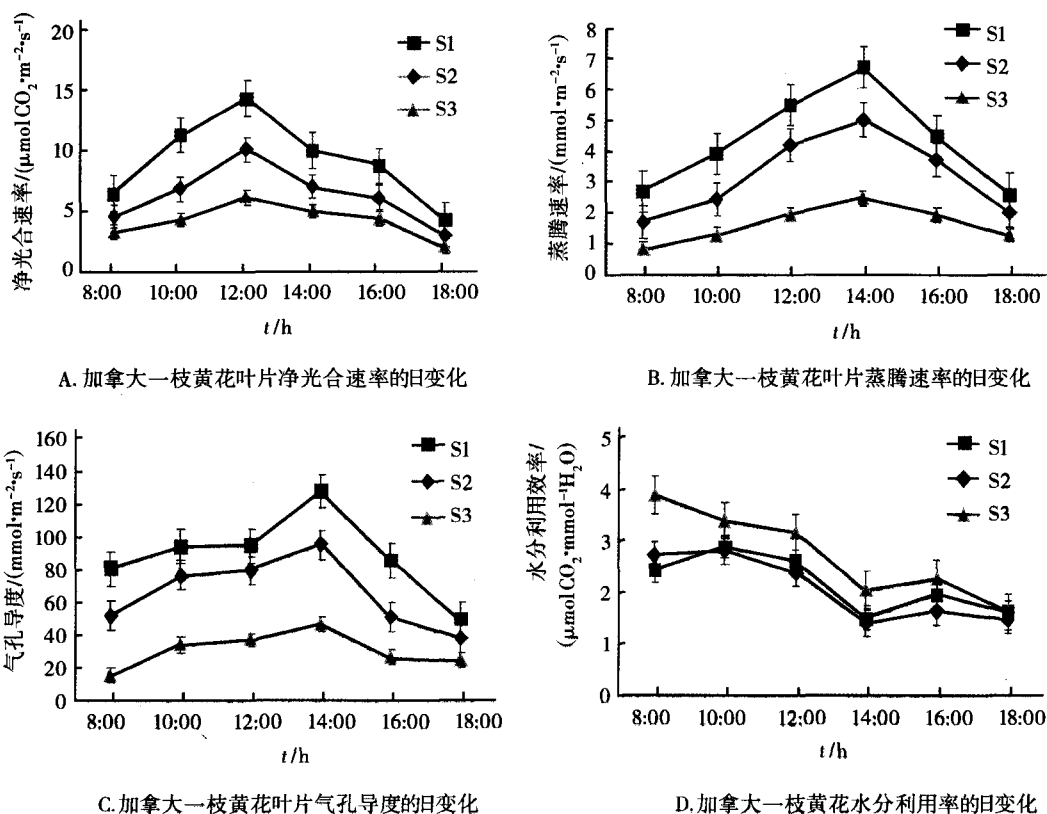 净光合速率/(μmol CO₂·m⁻²·s⁻¹)
20
15
10
5
0
8:00 10:00 12:00 14:00 16:00 18:00
t/h
S1
S2
S3
A. 加拿大一枝黄花叶片净光合速率的日变化
蒸腾速率/(mmol·m⁻²·s⁻¹)
8
7
6
5
4
3
2
1
0
8:00 10:00 12:00 14:00 16:00 18:00
t/h
S1
S2
S3
B. 加拿大一枝黄花叶片蒸腾速率的日变化
气孔导度/(mmol·m⁻²·s⁻¹)
160
140
120
100
80
60
40
20
0
8:00 10:00 12:00 14:00 16:00 18:00
t/h
S1
S2
S3
C.加拿大一枝黄花叶片气孔导度的日变化
水分利用效率/
(μmol CO₂·mmol⁻¹H₂O)
5
4
3
2
1
0
8:00 10:00 12:00 14:00 16:00 18:00
t/h
S1
S2
S3
D.加拿大一枝黄花水分利用率的日变化